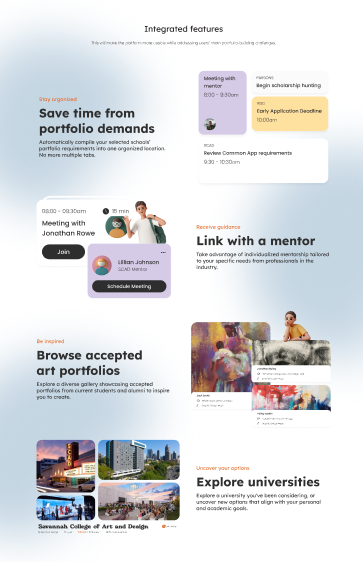 Integrated features
This will make the platform more usable while addressing users' main portfolio building challenges.
Stay organized
Save time from
portfolio demands
Automatically compile your selected schools'
portfolio requirements into one organized location.
No more multiple tabs.
Meeting with
mentor
8:00 - 9:30am
PARSONS
Begin scholarship hunting
RISD
Early Application Deadline
10:00am
Review Common App requirements
9:30 - 10:30am
08:00 - 09:30am
15 min
Meeting with
Jonathan Rowe
Join
Lillian Johnson
SCAD Mentor
Schedule Meeting
Receive guidance
Link with a mentor
Take advantage of individualized mentorship tailored
to your specific needs from professionals in the
industry.
Be inspired
Browse accepted
art portfolios
Explore a diverse gallery showcasing accepted
portfolios from current students and alumni to inspire
you to create.
Uncover your options
Explore universities
Explore a university you've been considering, or
uncover new options that align with your personal
and academic goals.
Savannah College of Art and Design